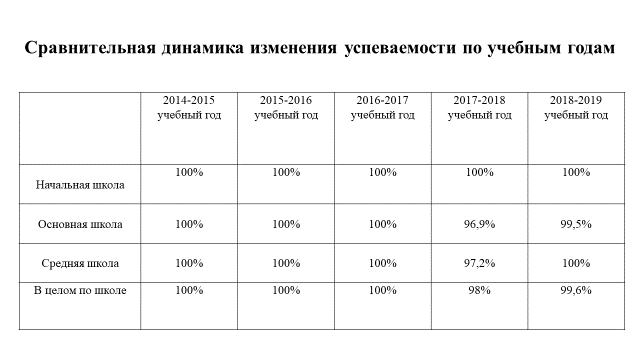 Сравнительная динамика изменения успеваемости по учебным годам
2014-2015 учебный год 2015-2016 учебный год 2016-2017 учебный год 2017-2018 учебный год 2018-2019 учебный год
Начальная школа 100% 100% 100% 100% 100%
Основная школа 100% 100% 100% 96,9% 99,5%
Средняя школа 100% 100% 100% 97,2% 100%
В целом по школе 100% 100% 100% 98% 99,6%